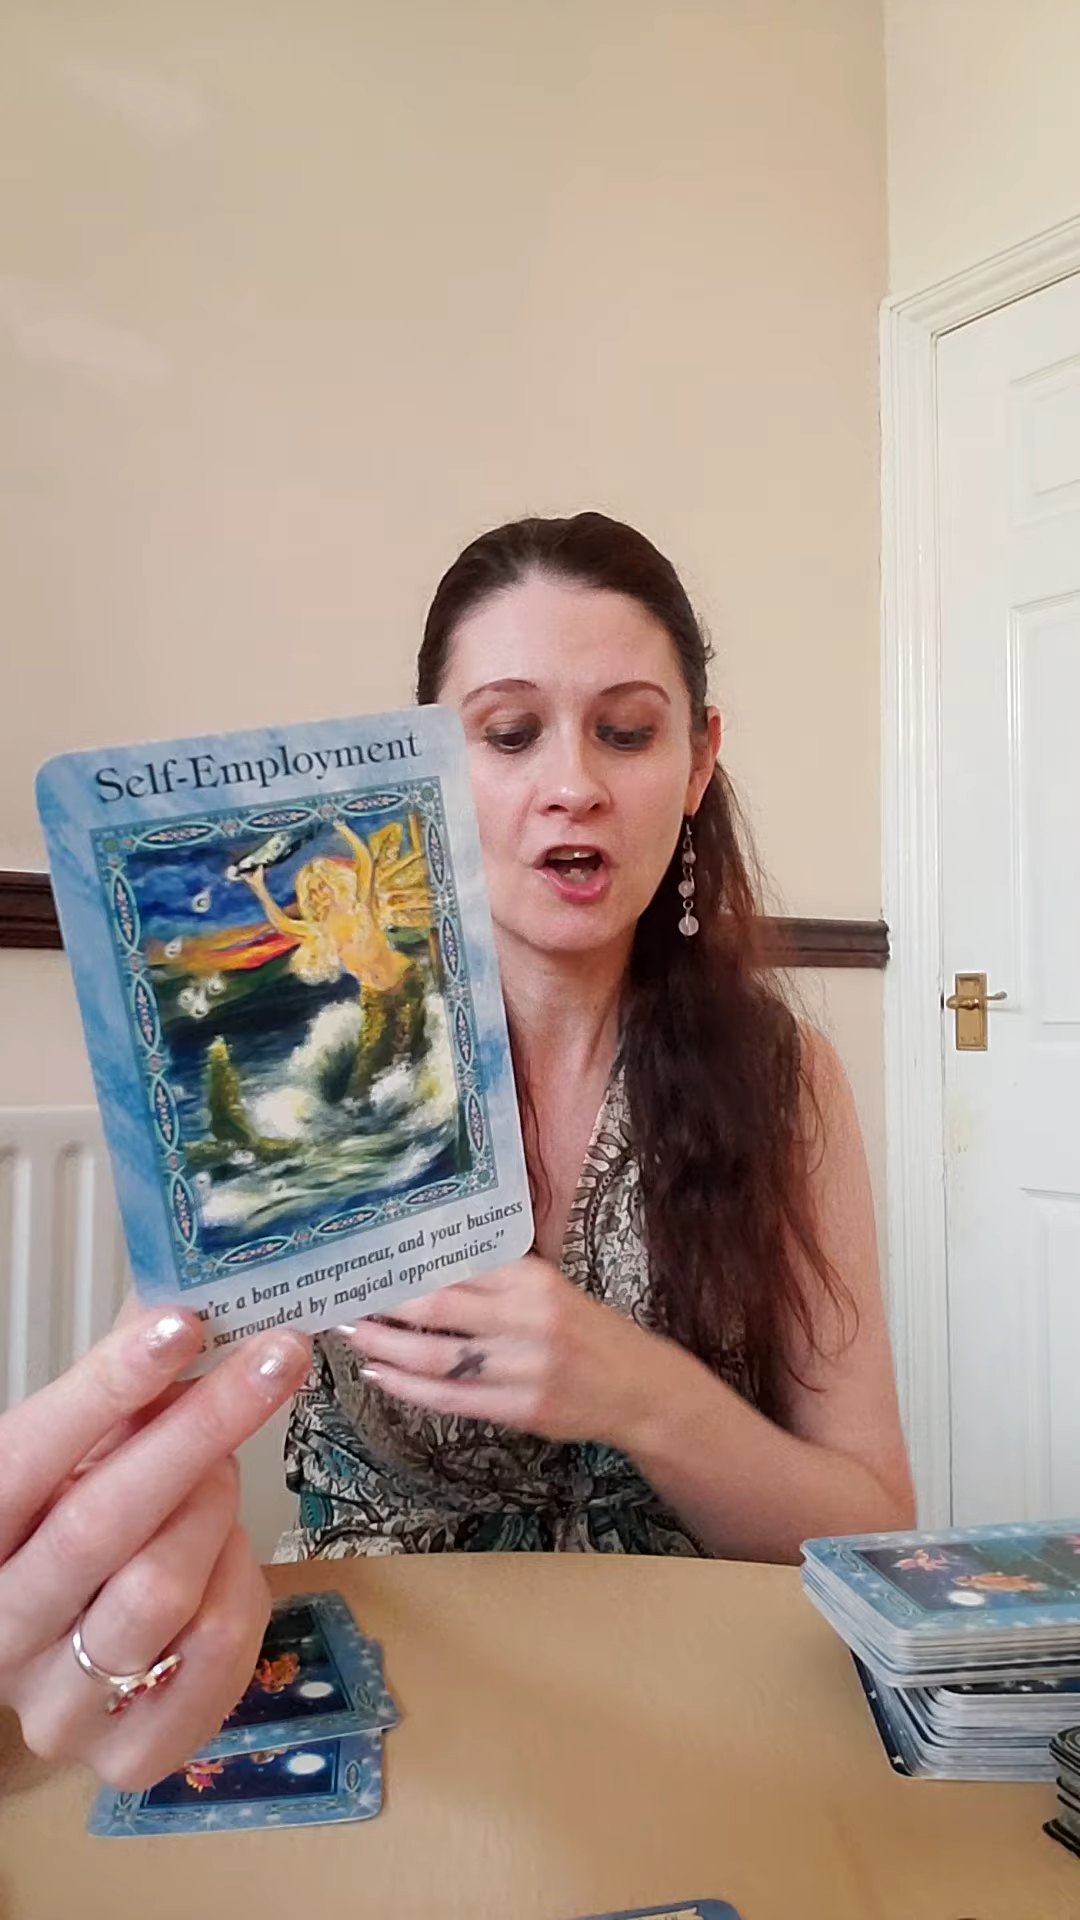 Self-Employment
u're a born entrepreneur, and your business
s surrounded by magical opportunities."